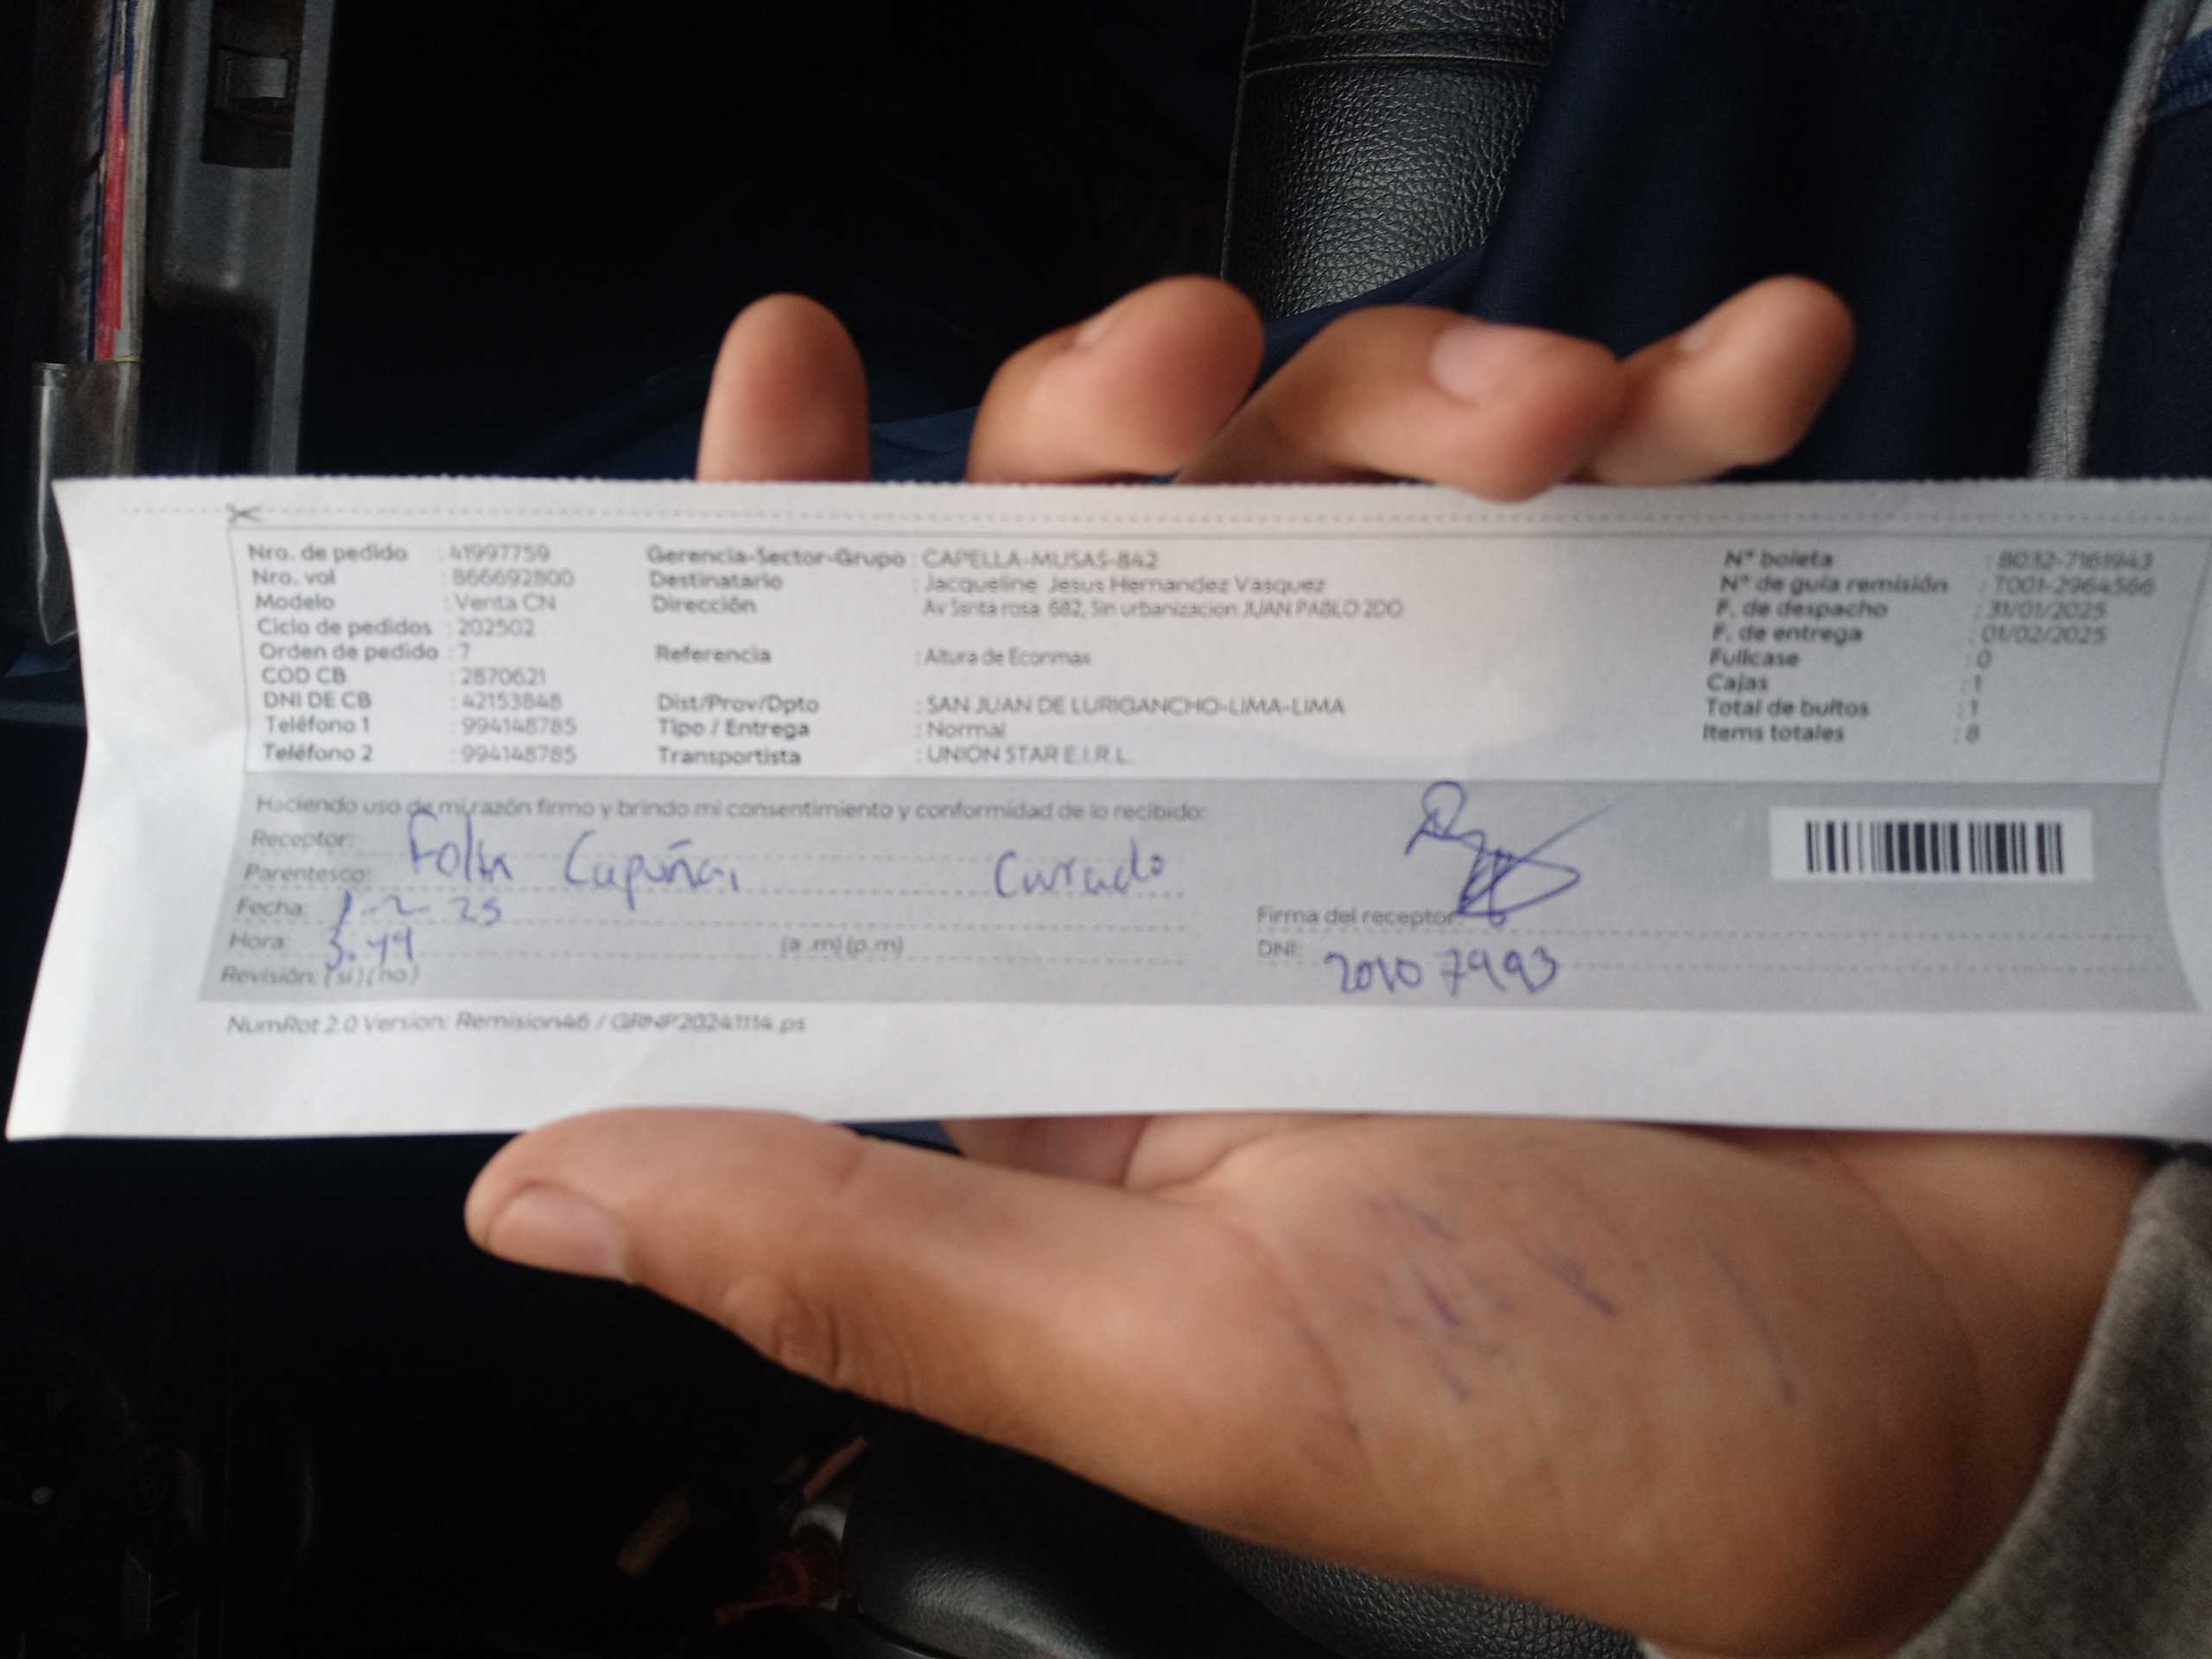 Nro. de pedido : 41997759
Nro. vol : 866692800
Modelo : Venta CN
Ciclo de pedidos : 202502
Orden de pedido : 7
COD CB : 2870621
DNI DE CB : 42153848
Teléfono 1 : 994148785
Teléfono 2 : 994148785
Gerencia-Sector-Grupo : CAPELLA-MUSAS-842
Destinatario : Jacqueline Jesus Hernandez Vasquez
Dirección Av Ssnta rosa 682, Sin urbanizacion JUAN PABLO 2DO
Referencia : Altura de Econmax
Dist/Prov/Dpto : SAN JUAN DE LURIGANCHO-LIMA-LIMA
Tipo / Entrega : Normal
Transportista : UNION STAR E.I.R.L.
N° boleta : B032-7161943
N° de guía remisión : T001-2964566
F. de despacho : 31/01/2025
F. de entrega : 01/02/2025
Fullcase : 0
Cajas : 1
Total de bultos : 1
Items totales : 8
Haciendo uso de mi razón firmo y brindo mi consentimiento y conformidad de lo recibido:
Receptor:
Parentesco:
Fecha: 1-2-25
Hora: (a .m) (p.m)
Revisión: (si) (no)
Firma del receptor
DNI: 20107993
NumRot 2.0 Version: Remision46 / GRNP20241114.ps